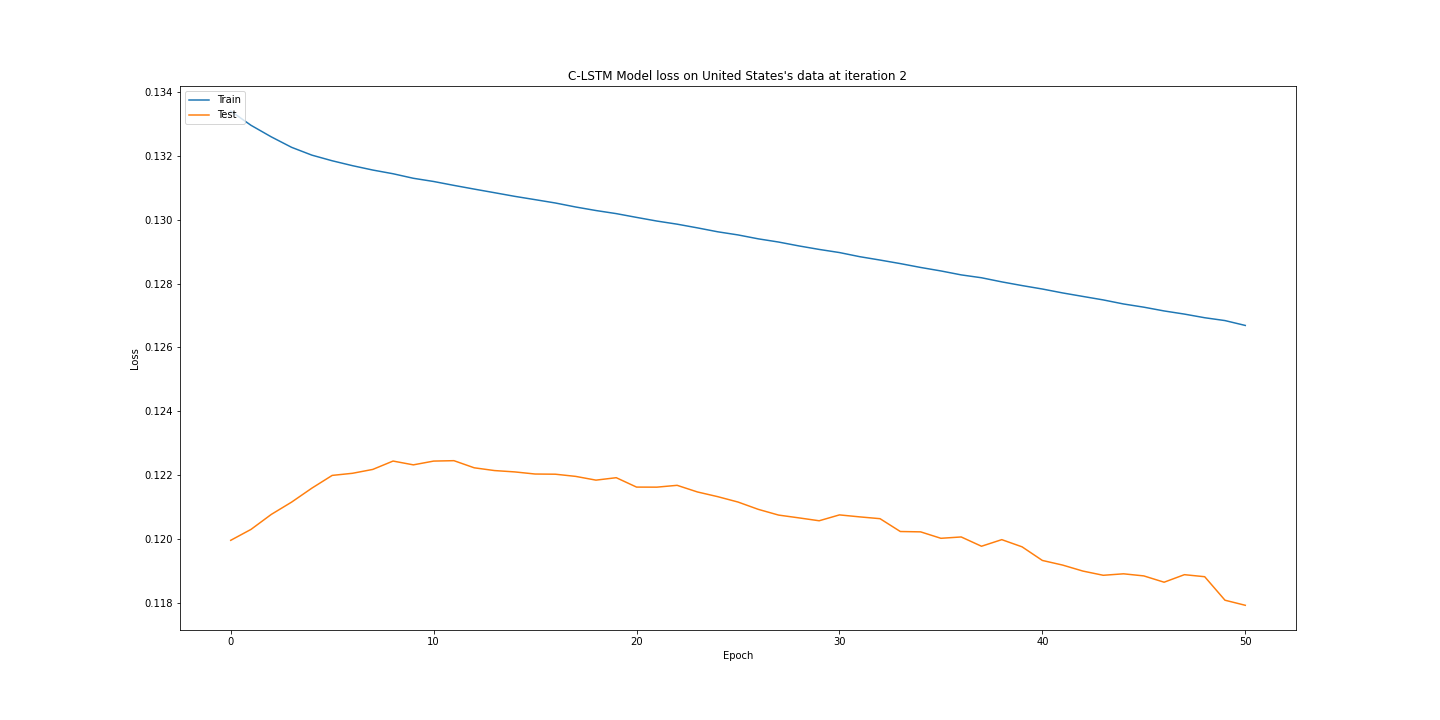 C-LSTM Model loss on United States's data at iteration 2
Train
Test
0.134
0.132
0.130
0.128
0.126
0.124
0.122
0.120
0.118
Loss
0 10 20 30 40 50
Epoch